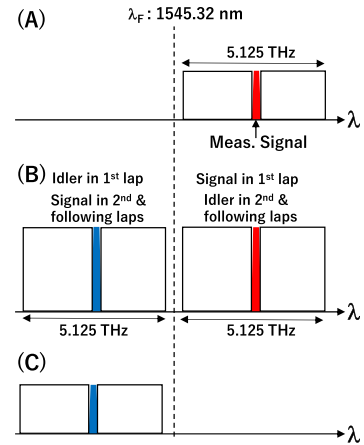 (A)
λF : 1545.32 nm
5.125 THz
λ
Meas. Signal
(B)
Idler in 1st lap
Signal in 2nd &
following laps
Signal in 1st lap
Idler in 2nd &
following laps
λ
5.125 THz
5.125 THz
(C)
λ